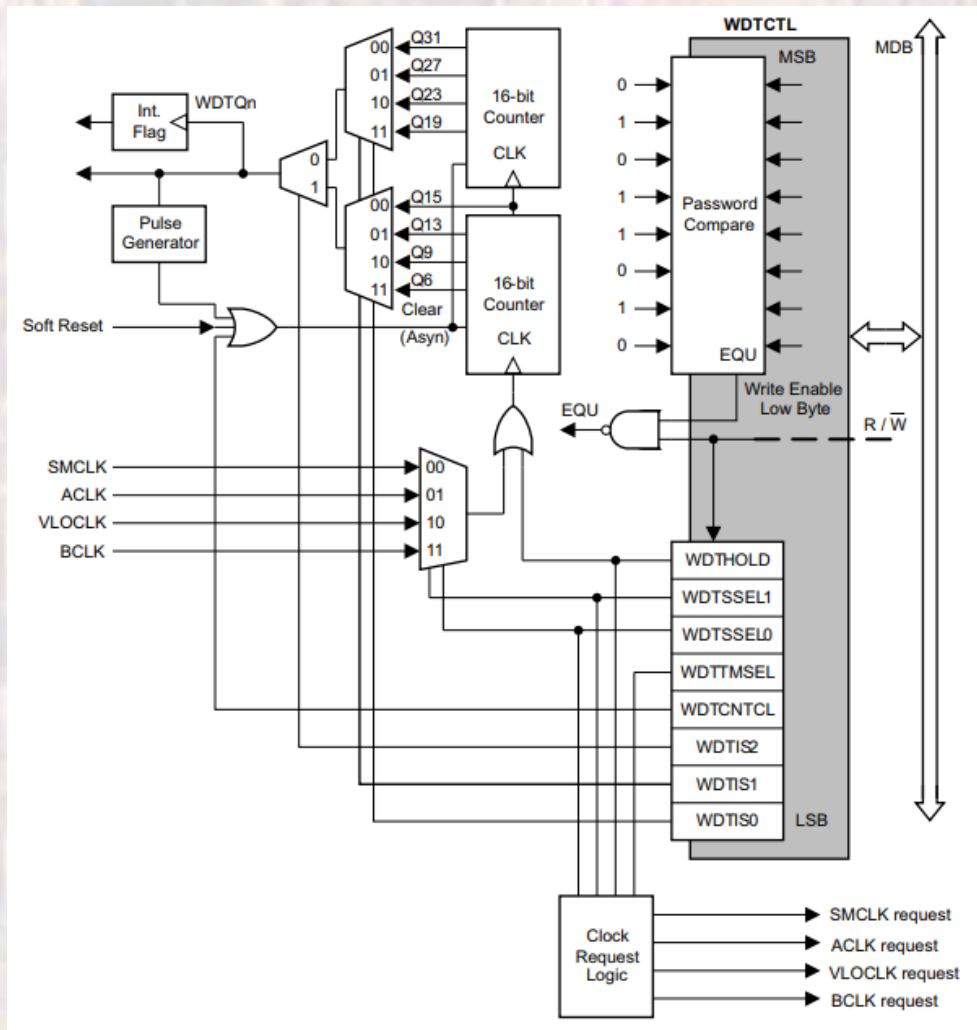 WDTCTL
MDB
MSB
00
Q31
01
Q27
10
Q23
11
Q19
16-bit
Counter
CLK
Int.
Flag
WDTQn
0
1
00
Q15
01
Q13
10
Q9
11
Q6
16-bit
Counter
CLK
Pulse
Generator
Clear
(Asyn)
Soft Reset
0
1
0
1
1
0
1
0
Password
Compare
EQU
Write Enable
Low Byte
EQU
R / W̅
SMCLK
ACLK
VLOCLK
BCLK
00
01
10
11
WDTHOLD
WDTSSEL1
WDTSSEL0
WDTTMSEL
WDTCNTCL
WDTIS2
WDTIS1
WDTIS0
LSB
Clock
Request
Logic
SMCLK request
ACLK request
VLOCLK request
BCLK request